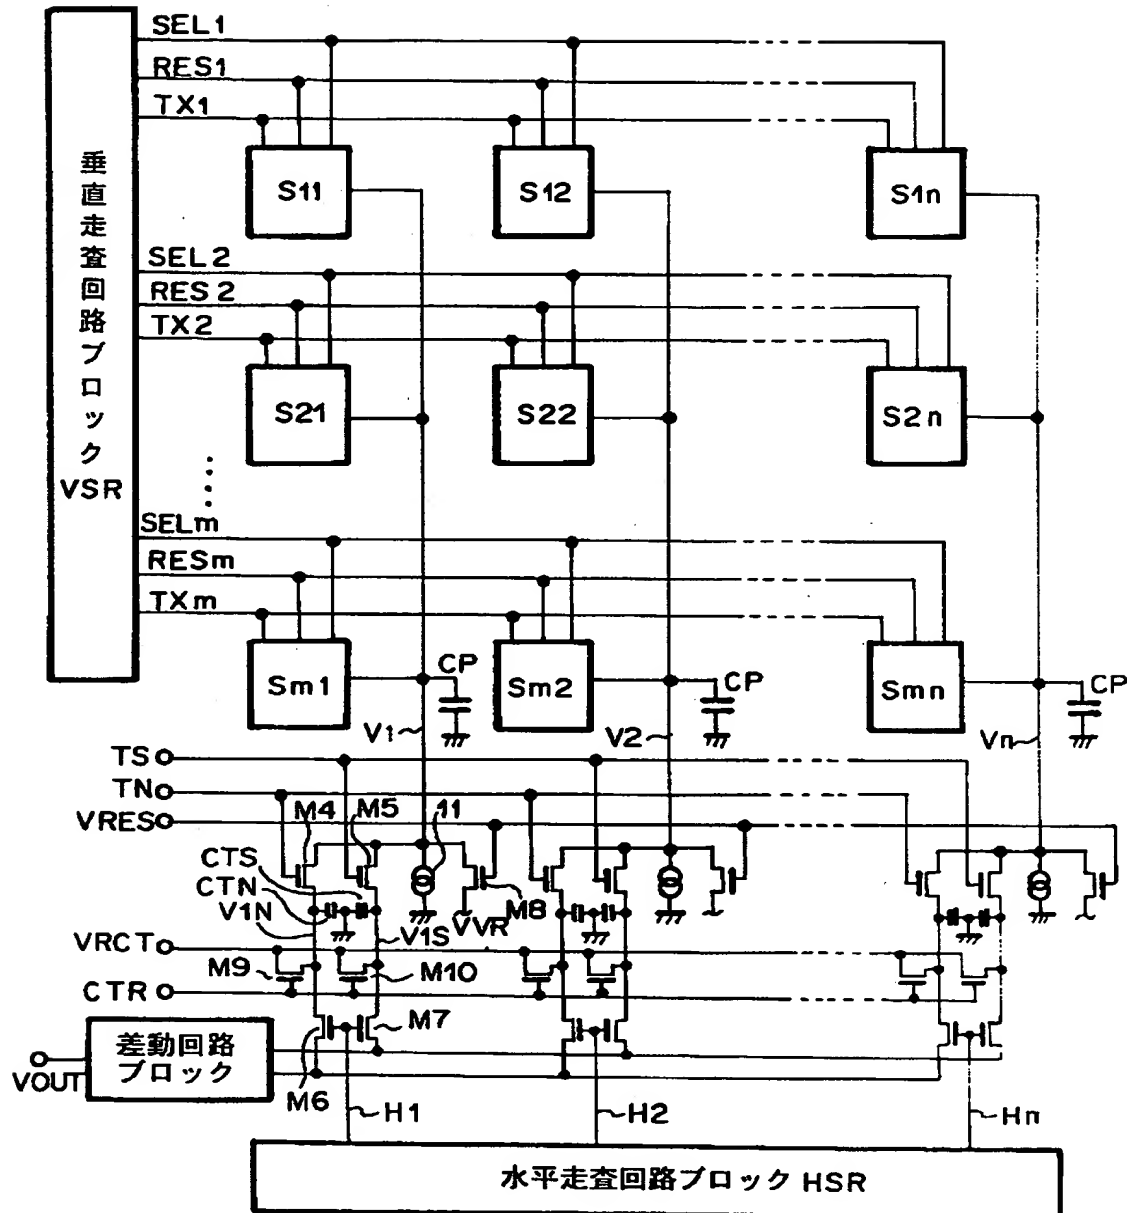 SEL1
RES1
TX1
垂直走査回路ブロックVSR
S11
S12
S1n
SEL2
RES2
TX2
S21
S22
S2n
SELm
RESm
TXm
Sm1
CP
Sm2
CP
Smn
CP
V1
V2
Vn
TS
TN
VRES
M4
M5
11
CTS
CTN
V1N
VVR
M8
V1S
VRCT
M9
M10
CTR
M7
差動回路
ブロック
VOUT
M6
H1
H2
Hn
水平走査回路ブロック HSR